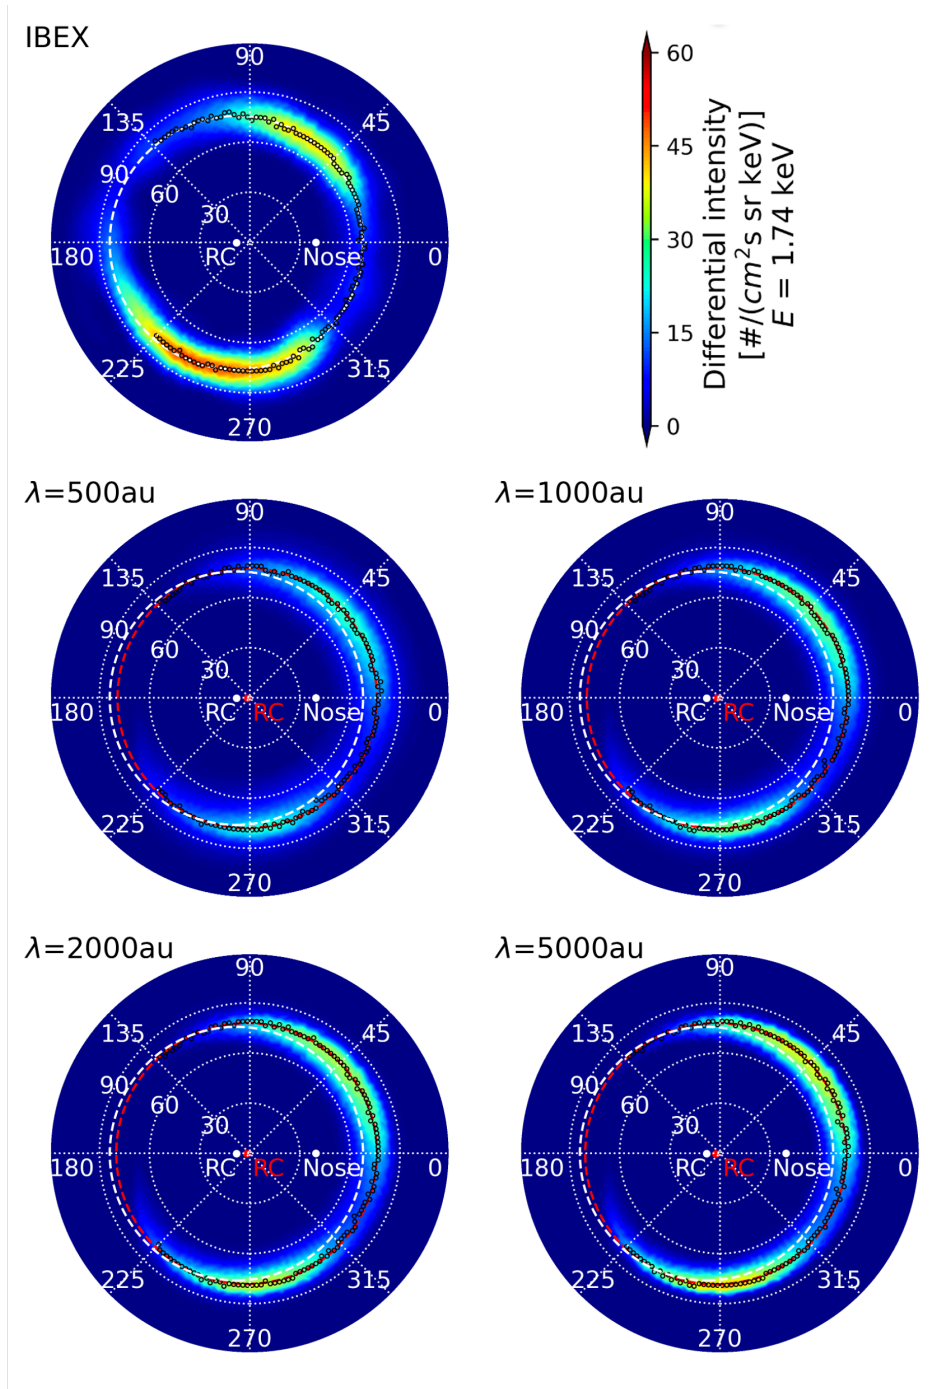 IBEX
90
135
45
90
60
30
RC
Nose
180
0
225
315
270
60
45
30
15
0
Differential intensity
[#/(cm²s sr keV)]
E = 1.74 keV
λ=500au
90
135
45
90
60
30
RC
RC
Nose
180
0
225
315
270
λ=1000au
90
135
45
90
60
30
RC
RC
Nose
180
0
225
315
270
λ=2000au
90
135
45
90
60
30
RC
RC
Nose
180
0
225
315
270
λ=5000au
90
135
45
90
60
30
RC
RC
Nose
180
0
225
315
270